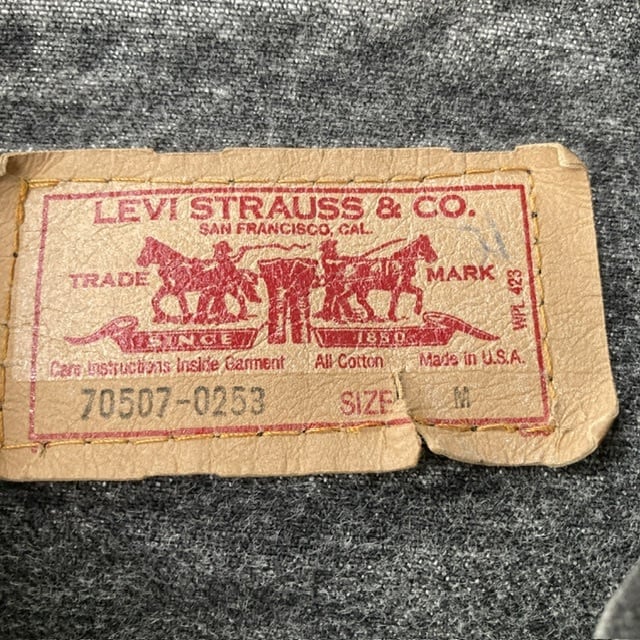 LEVI STRAUSS & CO.
SAN FRANCISCO, CAL.
TRADE MARK
WPL 423
SINCE 1850
Care Instructions Inside Garment All Cotton Made in U.S.A.
70507-0253 SIZE M